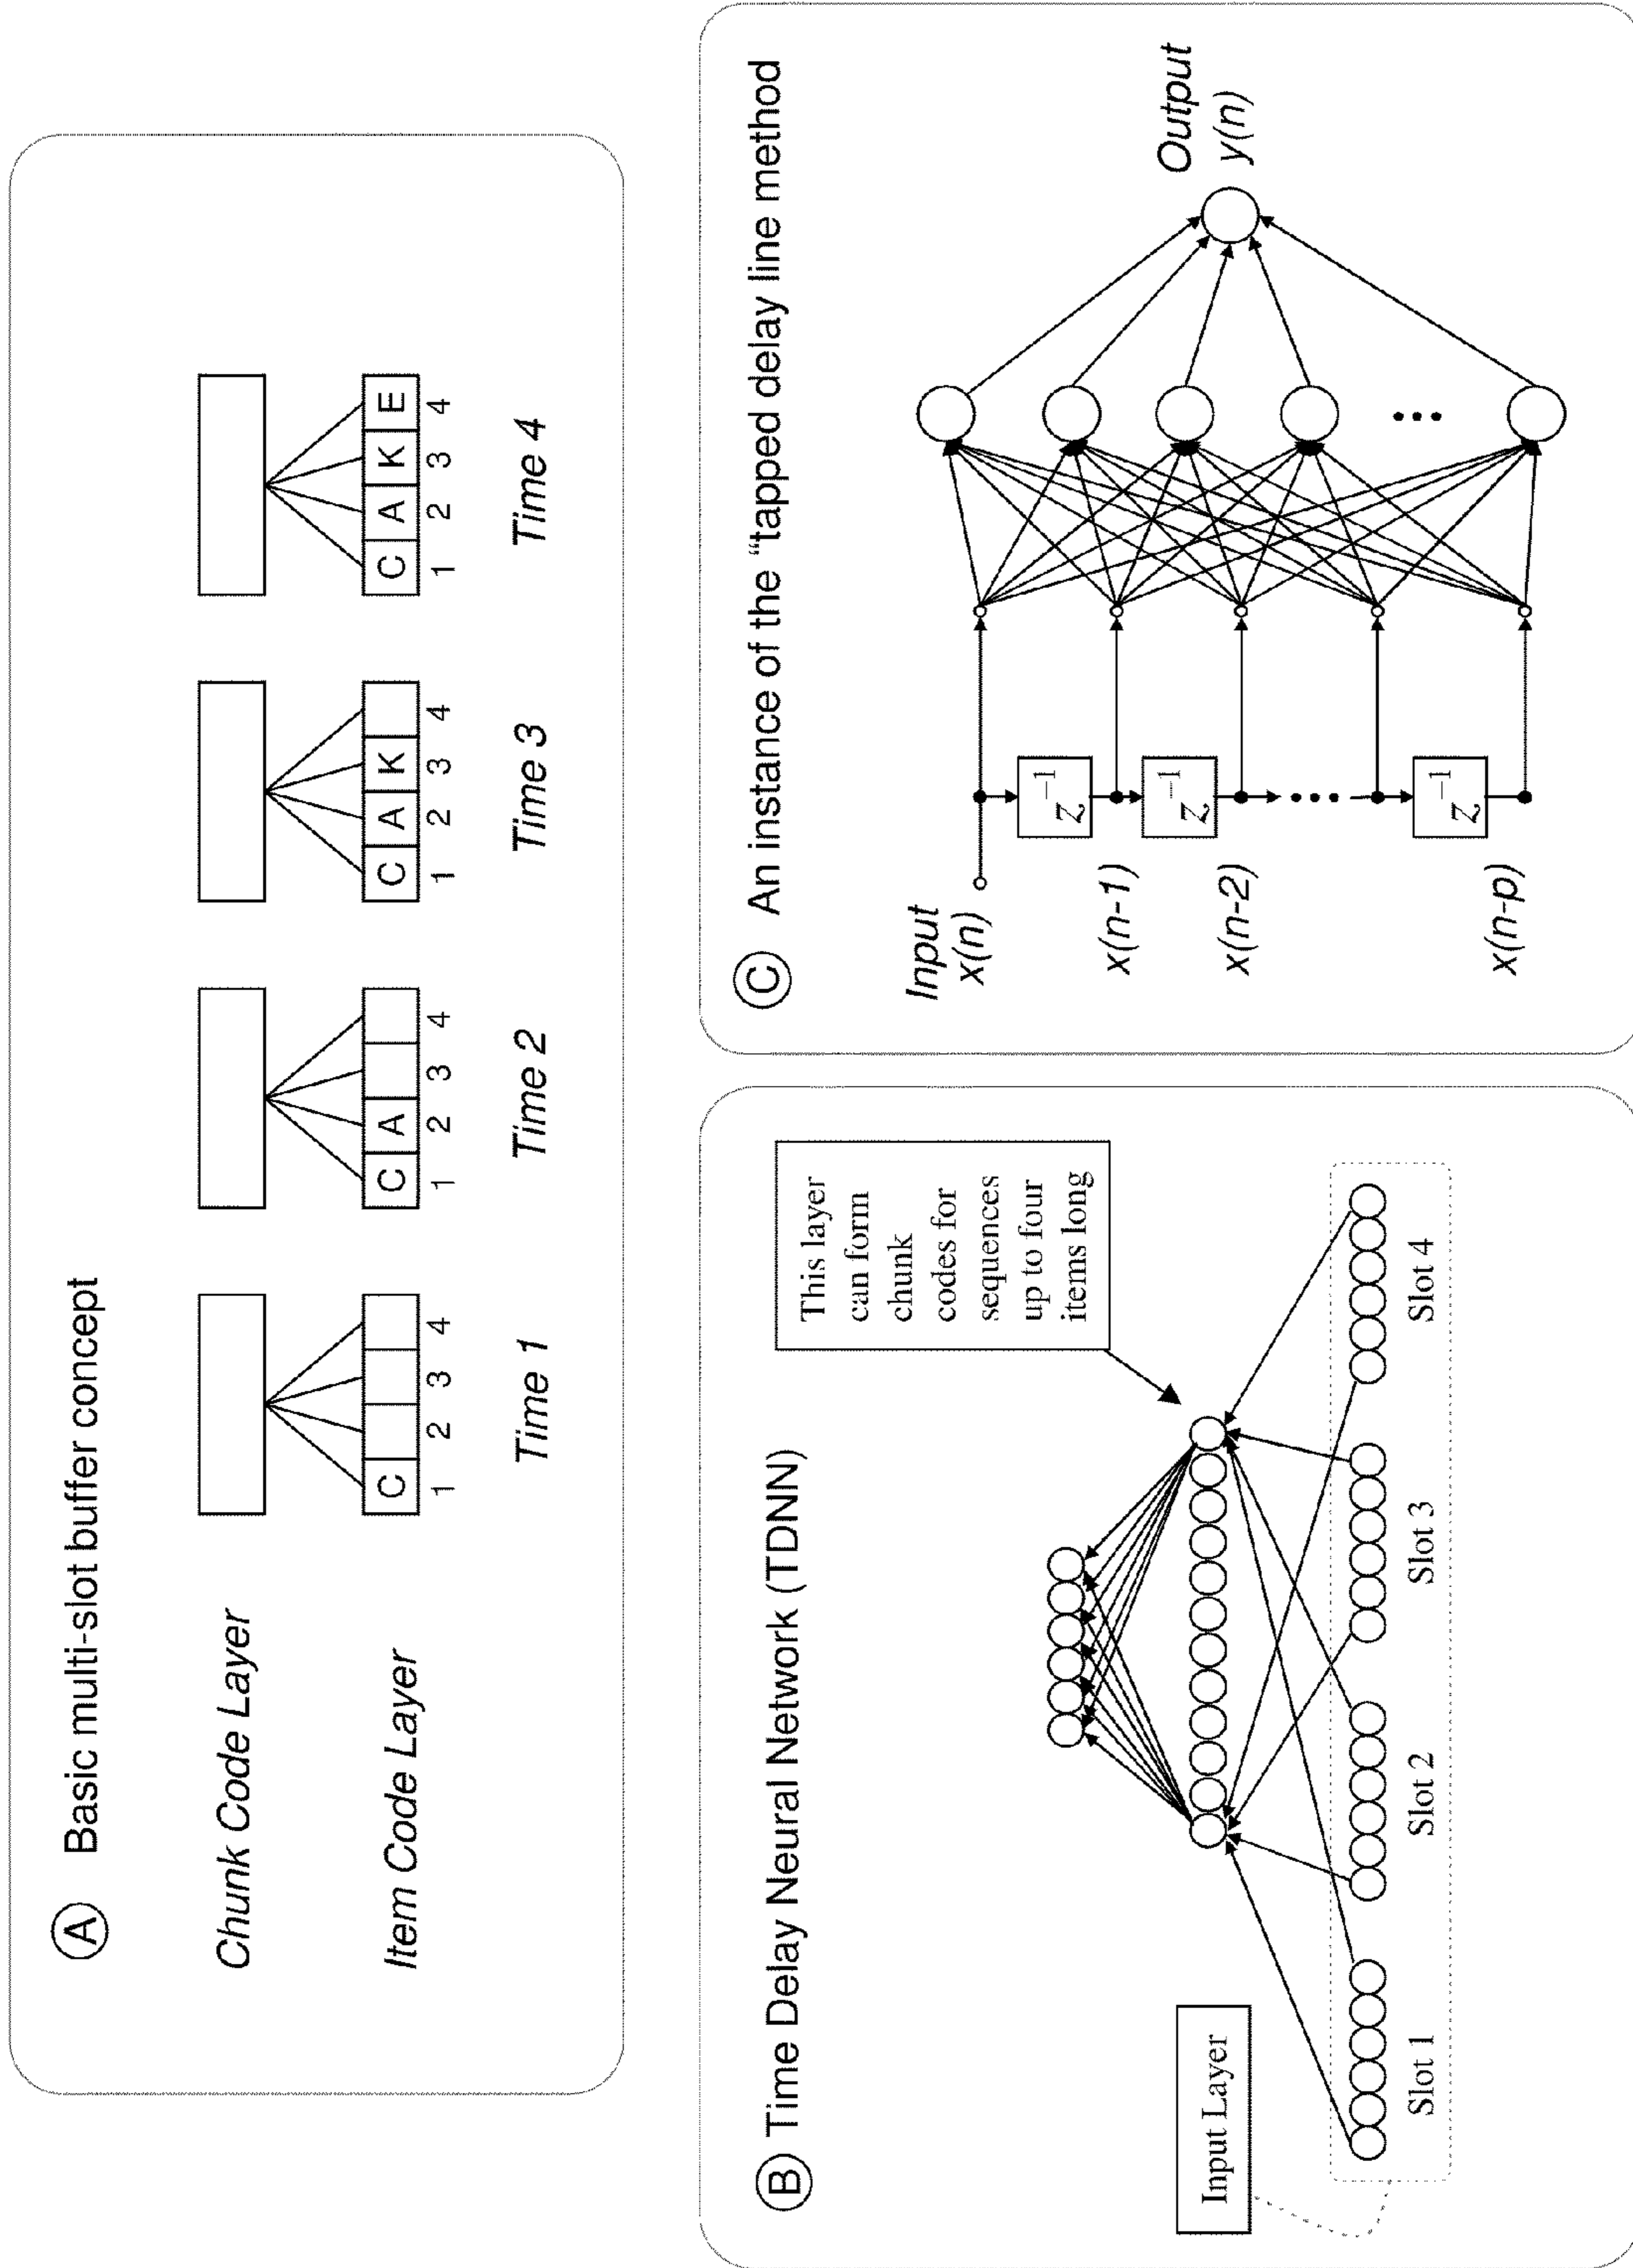 A Basic multi-slot buffer concept
Chunk Code Layer
Item Code Layer
C
1 2 3 4
Time 1
C A
1 2 3 4
Time 2
C A K
1 2 3 4
Time 3
C A K E
1 2 3 4
Time 4
B Time Delay Neural Network (TDNN)
This layer
can form
chunk
codes for
sequences
up to four
items long
Input Layer
Slot 1 Slot 2 Slot 3 Slot 4
C An instance of the “tapped delay line method
Input
x(n)
z⁻¹
x(n-1)
z⁻¹
x(n-2)
z⁻¹
x(n-p)
Output
y(n)